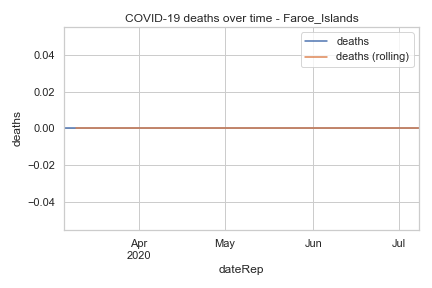 COVID-19 deaths over time - Faroe_Islands
deaths
deaths (rolling)
0.04
0.02
0.00
−0.02
−0.04
deaths
Apr
2020
May
Jun
Jul
dateRep